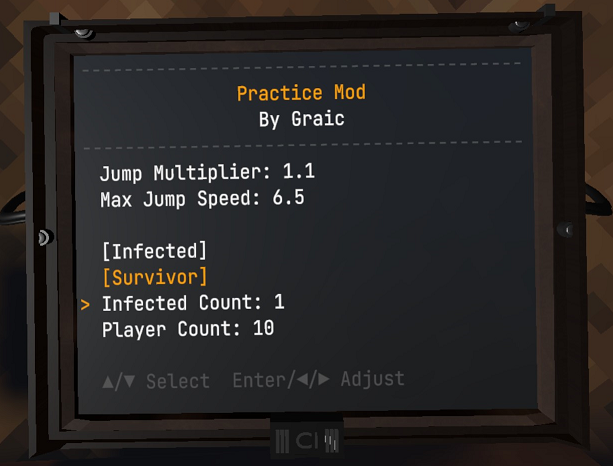 Practice Mod
By Graic
Jump Multiplier: 1.1
Max Jump Speed: 6.5
[Infected]
[Survivor]
> Infected Count: 1
Player Count: 10
▲/▼ Select Enter/◄/► Adjust
CI